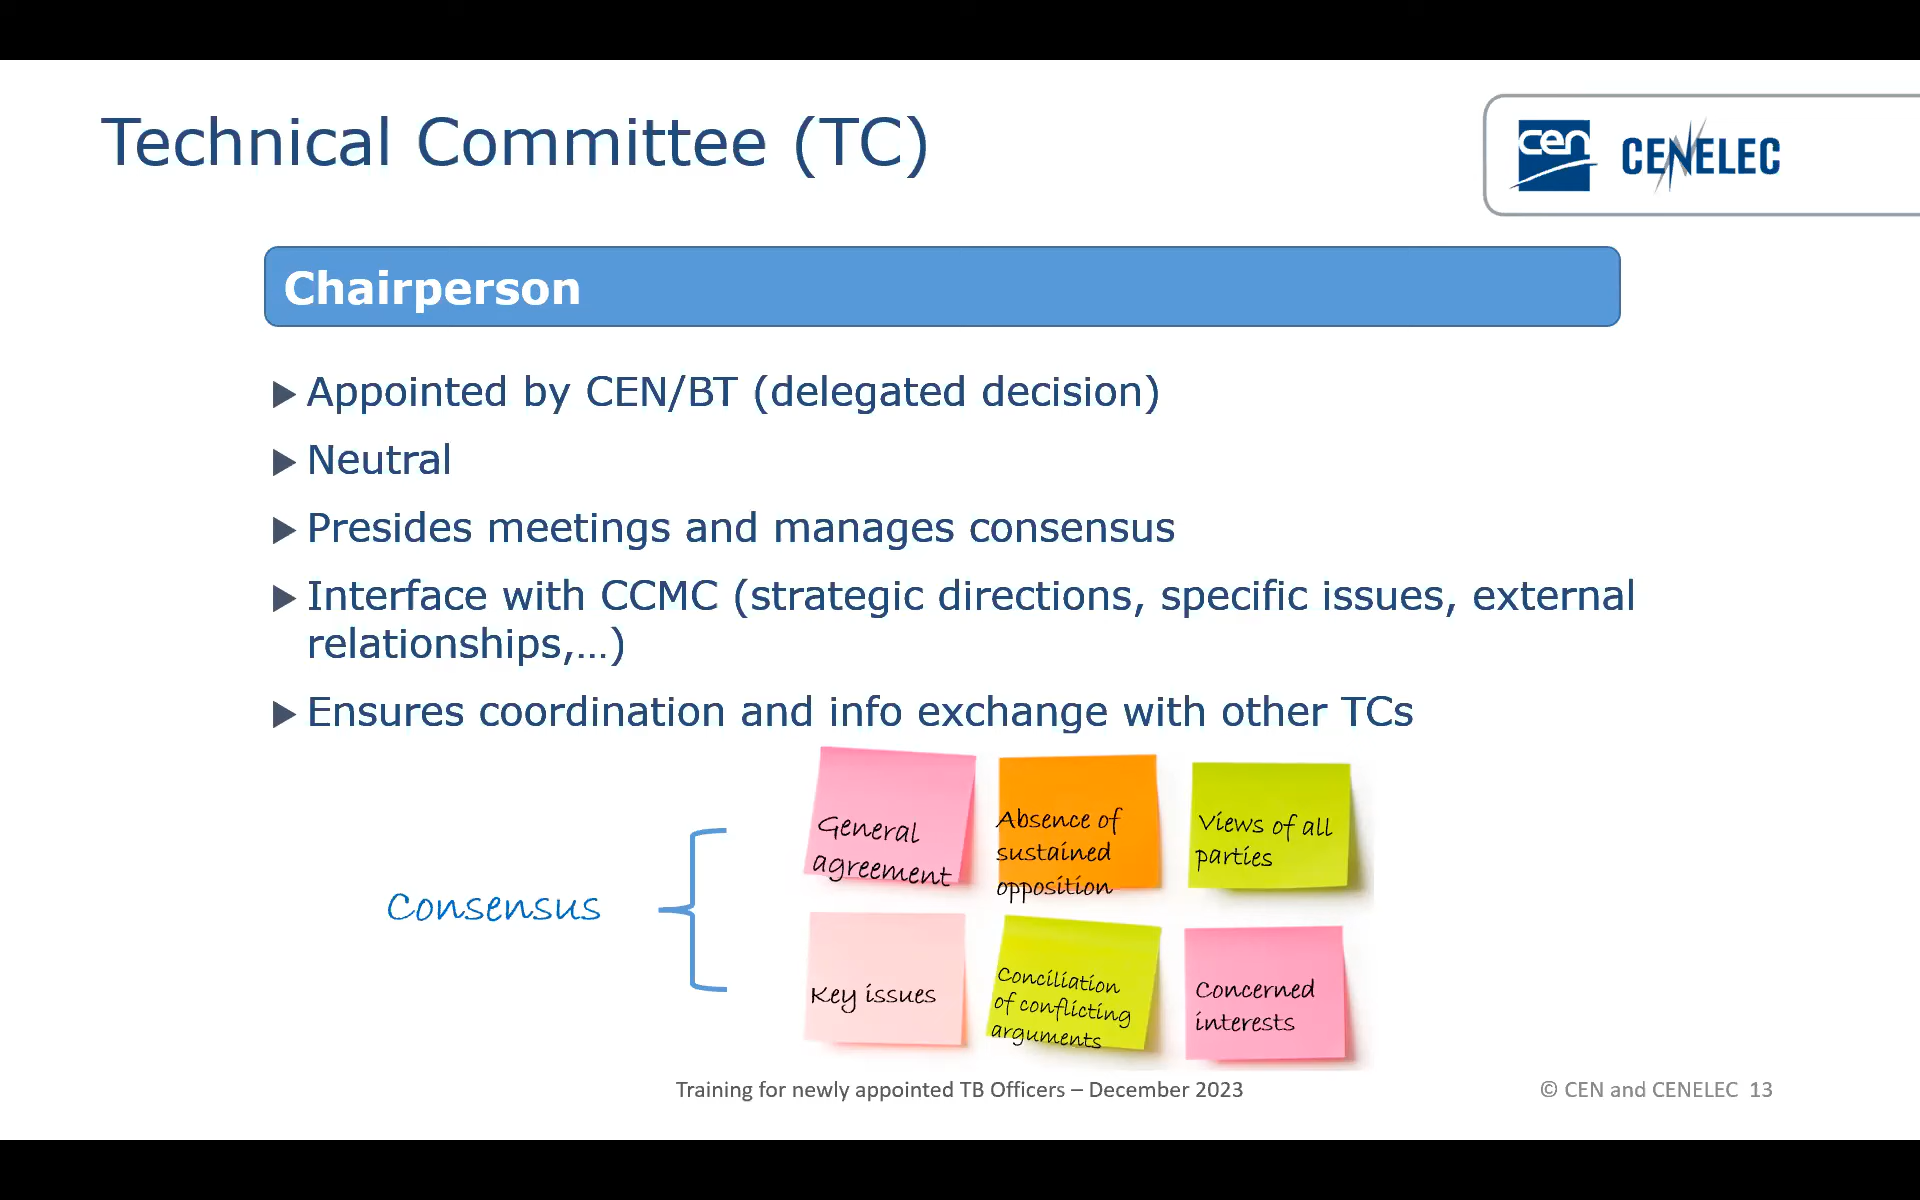 Technical Committee (TC)
cen
CENELEC
Chairperson
Appointed by CEN/BT (delegated decision)
Neutral
Presides meetings and manages consensus
Interface with CCMC (strategic directions, specific issues, external
relationships,...)
Ensures coordination and info exchange with other TCs
Consensus
General
agreement
Absence of
sustained
opposition
Views of all
parties
Key issues
Conciliation
of conflicting
arguments
Concerned
interests
Training for newly appointed TB Officers – December 2023
© CEN and CENELEC 13